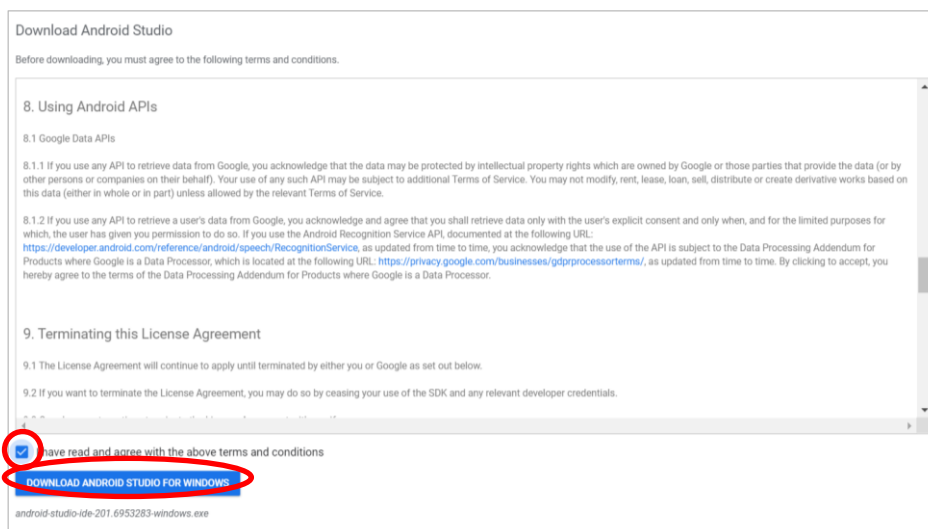 Download Android Studio
Before downloading, you must agree to the following terms and conditions.
8. Using Android APIs
8.1 Google Data APIs
8.1.1 If you use any API to retrieve data from Google, you acknowledge that the data may be protected by intellectual property rights which are owned by Google or those parties that provide the data (or by
other persons or companies on their behalf). Your use of any such API may be subject to additional Terms of Service. You may not modify, rent, lease, loan, sell, distribute or create derivative works based on
this data (either in whole or in part) unless allowed by the relevant Terms of Service.
8.1.2 If you use any API to retrieve a user's data from Google, you acknowledge and agree that you shall retrieve data only with the user's explicit consent and only when, and for the limited purposes for
which, the user has given you permission to do so. If you use the Android Recognition Service API, documented at the following URL:
https://developer.android.com/reference/android/speech/RecognitionService, as updated from time to time, you acknowledge that the use of the API is subject to the Data Processing Addendum for
Products where Google is a Data Processor, which is located at the following URL: https://privacy.google.com/businesses/gdprprocessorterms/, as updated from time to time. By clicking to accept, you
hereby agree to the terms of the Data Processing Addendum for Products where Google is a Data Processor.
9. Terminating this License Agreement
9.1 The License Agreement will continue to apply until terminated by either you or Google as set out below.
9.2 If you want to terminate the License Agreement, you may do so by ceasing your use of the SDK and any relevant developer credentials.
I have read and agree with the above terms and conditions
DOWNLOAD ANDROID STUDIO FOR WINDOWS
android-studio-ide-201.6953283-windows.exe